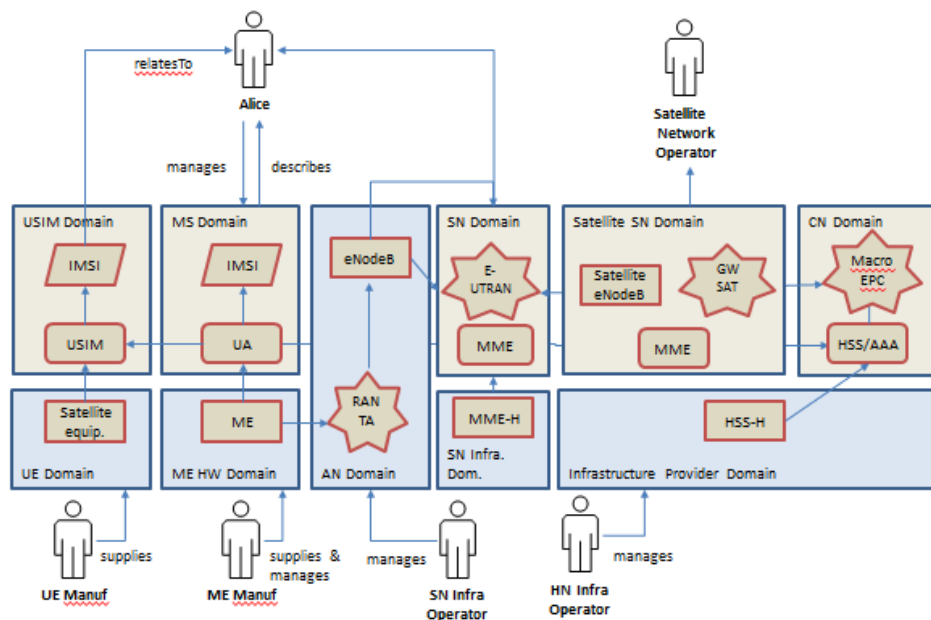 relatesTo
Alice
Satellite
Network
Operator
manages
describes
USIM Domain
MS Domain
SN Domain
Satellite SN Domain
CN Domain
IMSI
IMSI
eNodeB
E-
UTRAN
Satellite
eNodeB
GW
SAT
Macro
EPC
USIM
UA
MME
MME
HSS/AAA
Satellite
equip.
ME
RAN
TA
MME-H
HSS-H
UE Domain
ME HW Domain
AN Domain
SN Infra.
Dom.
Infrastructure Provider Domain
supplies
supplies &
manages
manages
manages
UE Manuf
ME Manuf
SN Infra
Operator
HN Infra
Operator